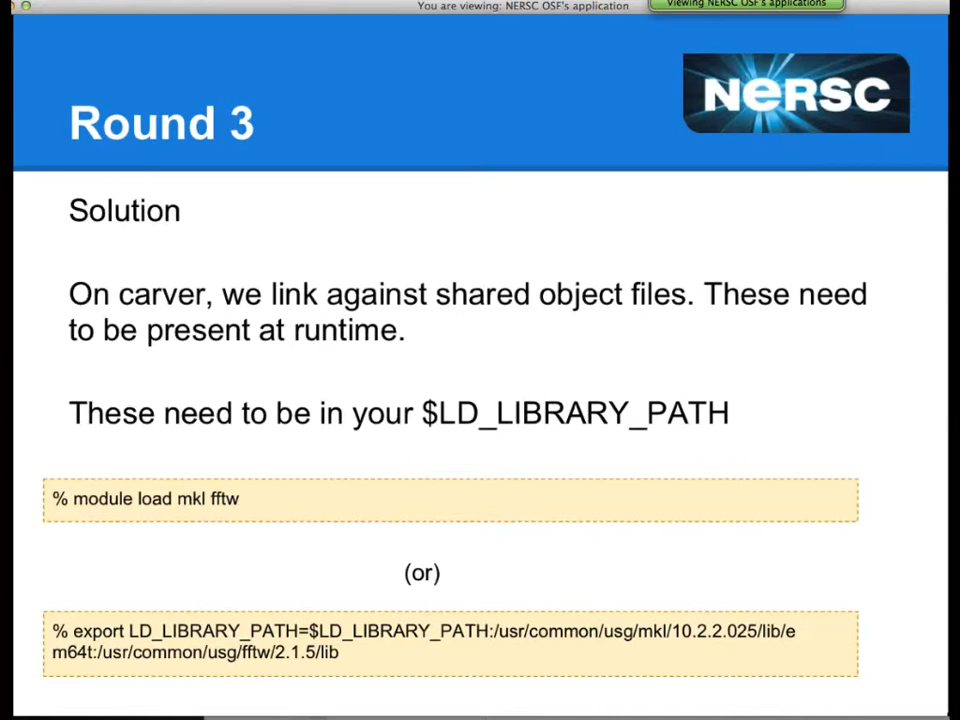 You are viewing: NERSC OSF's application
Viewing NERSC OSF's applications
NERSC
Round 3
Solution
On carver, we link against shared object files. These need
to be present at runtime.
These need to be in your $LD_LIBRARY_PATH
% module load mkl fftw
(or)
% export LD_LIBRARY_PATH=$LD_LIBRARY_PATH:/usr/common/usg/mkl/10.2.2.025/lib/e
m64t:/usr/common/usg/fftw/2.1.5/lib